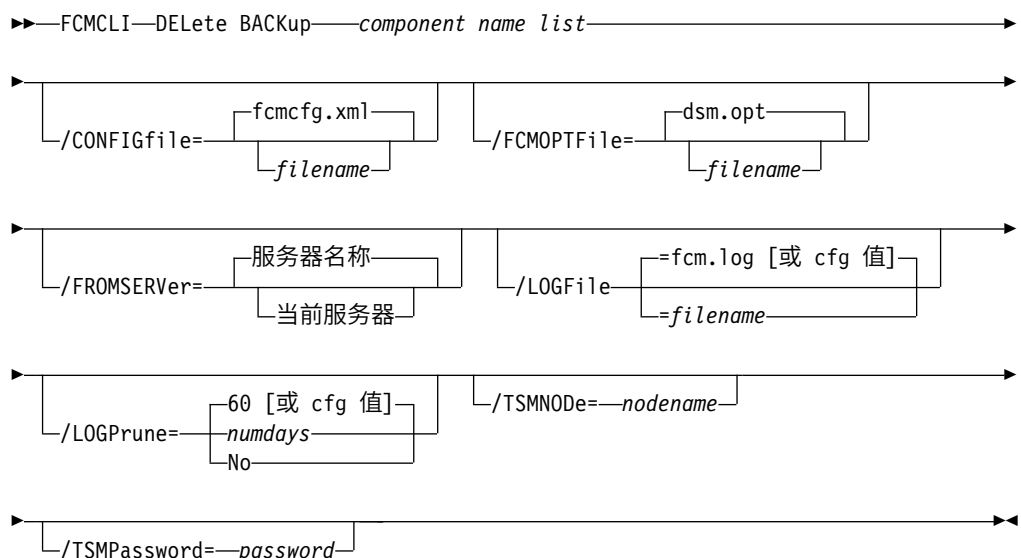 FCMCLI DELete BACKup component name list
fcmcfg.xml dsm.opt
/CONFIGfile= /FCMOPTFile=
filename filename
服务器名称 =fcm.log [或 cfg 值]
/FROMSERVer= /LOGFile
当前服务器 =filename
60 [或 cfg 值] /TSMNODe= nodename
/LOGPrune= numdays
No
/TSMPassword= password